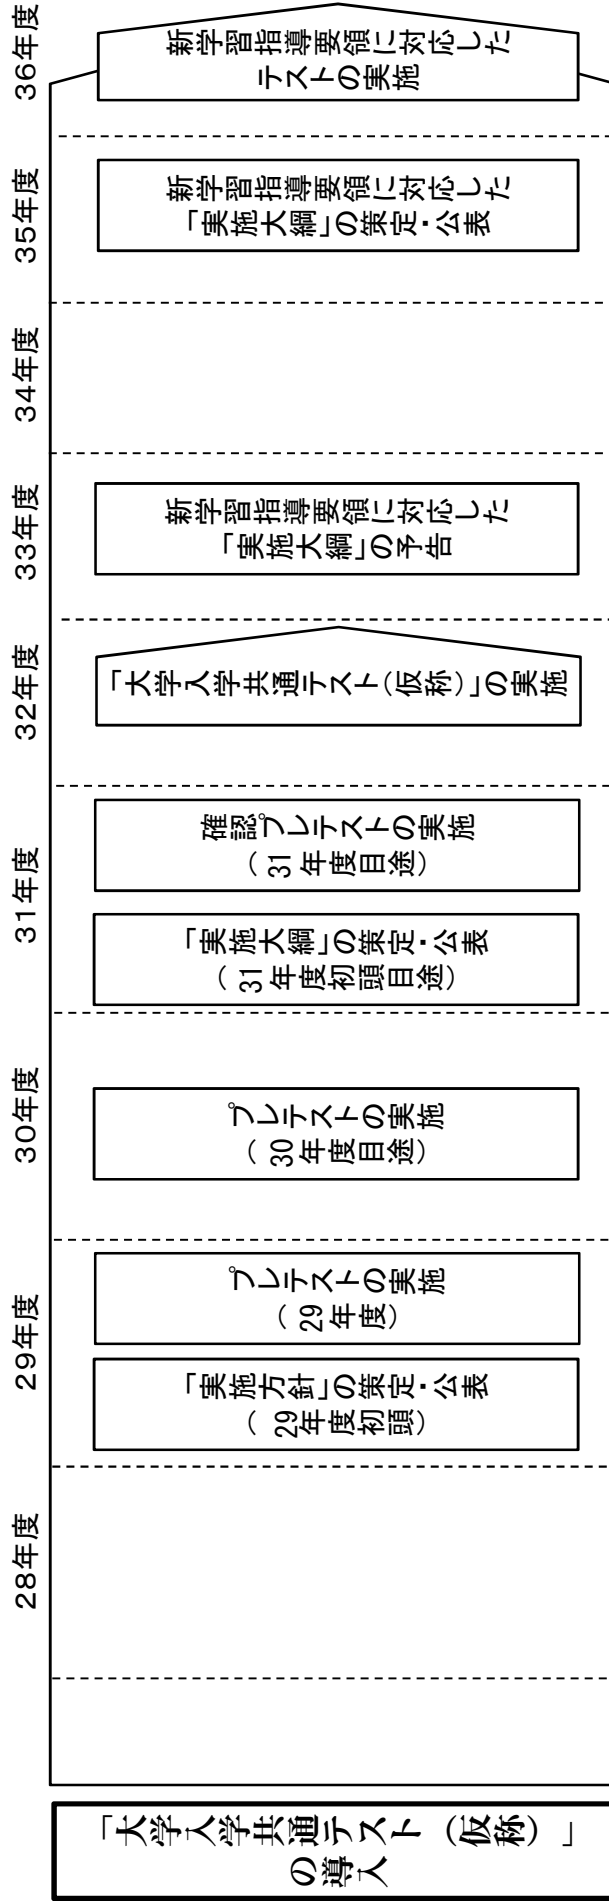 「大学入学共通テスト（仮称）」
の導入
28年度
29年度
30年度
31年度
32年度
33年度
34年度
35年度
36年度
「実施方針」の策定・公表
（ 29年度初頭）
プレテストの実施
（ 29年度）
プレテストの実施
（ 30年度目途）
「実施大綱」の策定・公表
（ 31年度初頭目途）
確認プレテストの実施
（ 31年度目途）
「大学入学共通テスト（仮称）」の実施
新学習指導要領に対応した
「実施大綱」の予告
新学習指導要領に対応した
「実施大綱」の策定・公表
新学習指導要領に対応した
テストの実施